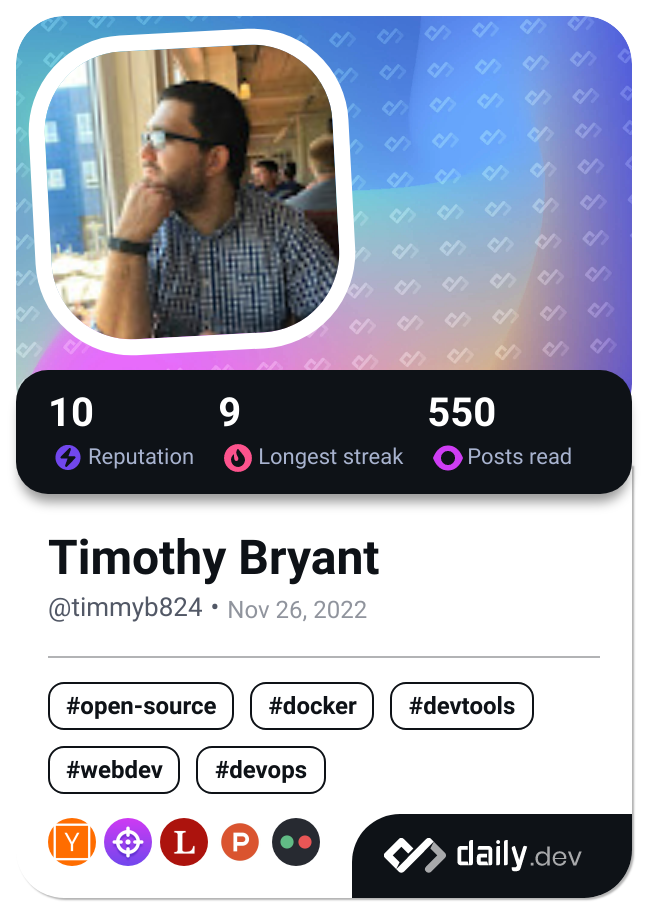 10 9 550
Reputation Longest streak Posts read
Timothy Bryant
@timmyb824 • Nov 26, 2022
#open-source #docker #devtools
#webdev #devops
Y L P
daily.dev